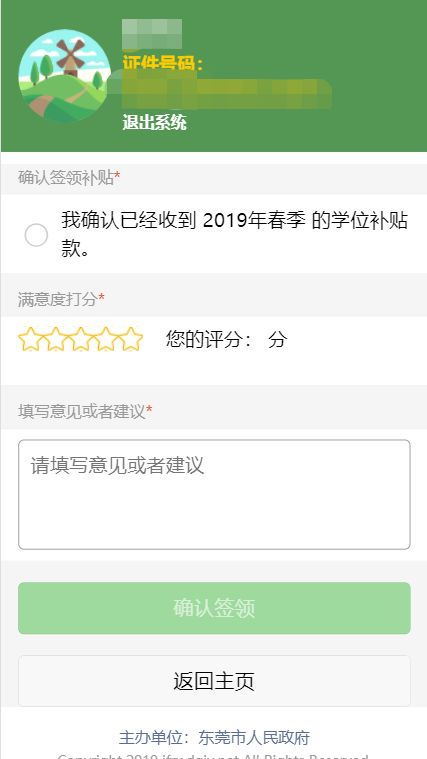 证件号码：
退出系统
确认签领补贴*
我确认已经收到 2019年春季 的学位补贴
款。
满意度打分*
您的评分： 分
填写意见或者建议*
请填写意见或者建议
确认签领
返回主页
主办单位：东莞市人民政府